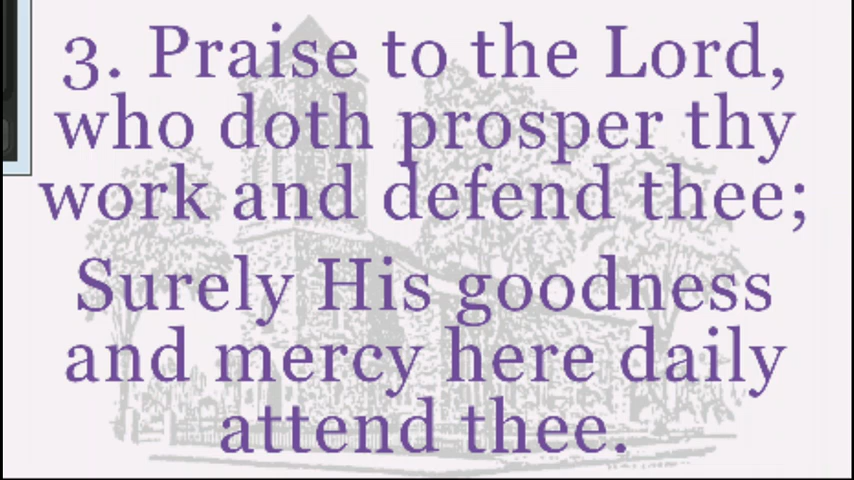 3. Praise to the Lord,
who doth prosper thy
work and defend thee;
Surely His goodness
and mercy here daily
attend thee.